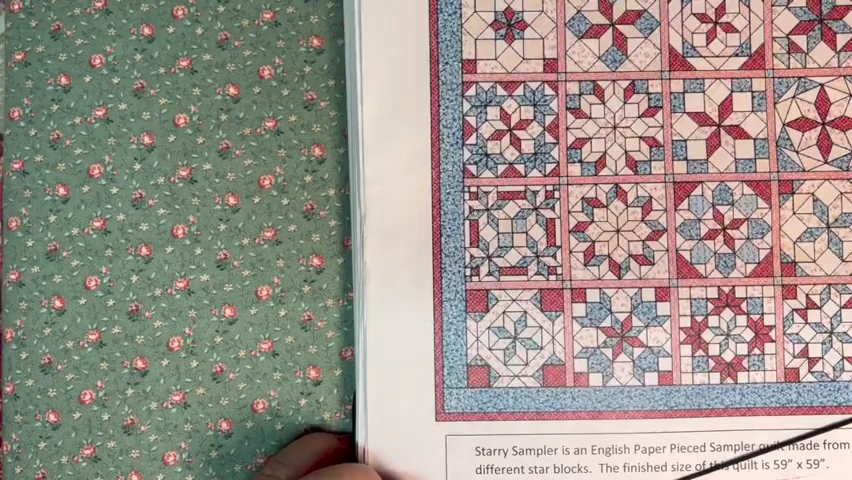 Starry Sampler is an English Paper Pieced Sampler quilt made from
different star blocks. The finished size of this quilt is 59" x 59".